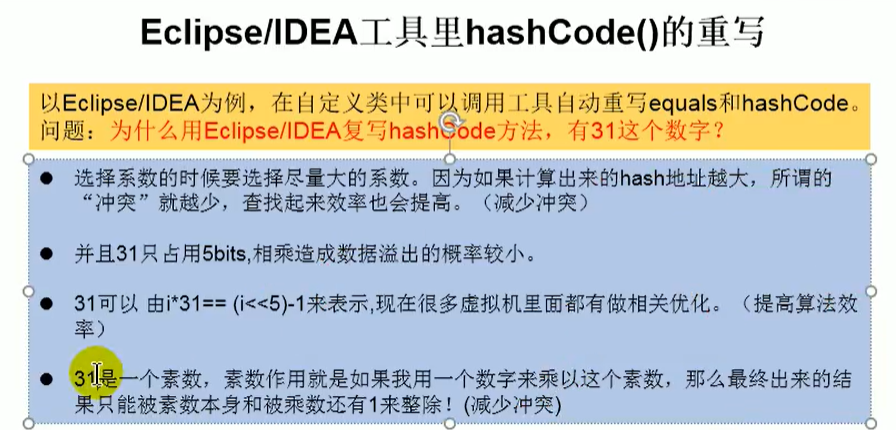 Eclipse/IDEA工具里hashCode()的重写
以Eclipse/IDEA为例，在自定义类中可以调用工具自动重写equals和hashCode。
问题：为什么用Eclipse/IDEA复写hashCode方法，有31这个数字？
● 选择系数的时候要选择尽量大的系数。因为如果计算出来的hash地址越大，所谓的
“冲突”就越少，查找起来效率也会提高。（减少冲突）
● 并且31只占用5bits,相乘造成数据溢出的概率较小。
● 31可以 由i*31== (i<<5)-1来表示,现在很多虚拟机里面都有做相关优化。（提高算法效
率）
● 31是一个素数，素数作用就是如果我用一个数字来乘以这个素数，那么最终出来的结
果只能被素数本身和被乘数还有1来整除！(减少冲突)